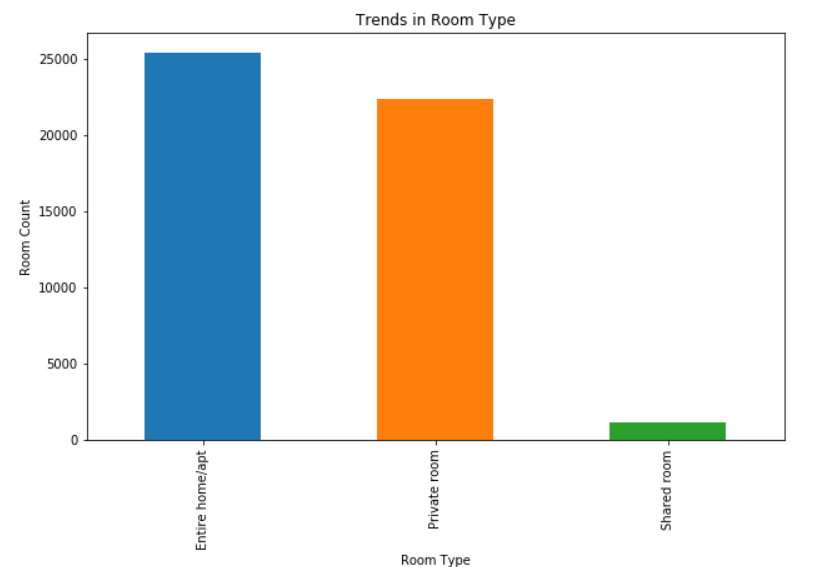 Trends in Room Type
25000
20000
15000
10000
5000
0
Room Count
Entire home/apt
Private room
Shared room
Room Type